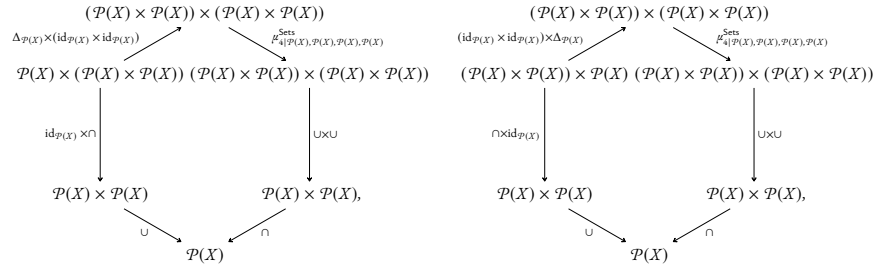 (𝒫(X) × 𝒫(X)) × (𝒫(X) × 𝒫(X))
Δ_{𝒫(X)}×(id_{𝒫(X)} × id_{𝒫(X)})
μ^{Sets}_{4|𝒫(X),𝒫(X),𝒫(X),𝒫(X)}
𝒫(X) × (𝒫(X) × 𝒫(X)) (𝒫(X) × 𝒫(X)) × (𝒫(X) × 𝒫(X))
id_{𝒫(X)} ×∩
∪×∪
𝒫(X) × 𝒫(X)
𝒫(X) × 𝒫(X),
∪
∩
𝒫(X)
(𝒫(X) × 𝒫(X)) × (𝒫(X) × 𝒫(X))
(id_{𝒫(X)} × id_{𝒫(X)})×Δ_{𝒫(X)}
μ^{Sets}_{4|𝒫(X),𝒫(X),𝒫(X),𝒫(X)}
(𝒫(X) × 𝒫(X)) × 𝒫(X) (𝒫(X) × 𝒫(X)) × (𝒫(X) × 𝒫(X))
∩×id_{𝒫(X)}
∪×∪
𝒫(X) × 𝒫(X)
𝒫(X) × 𝒫(X),
∪
∩
𝒫(X)